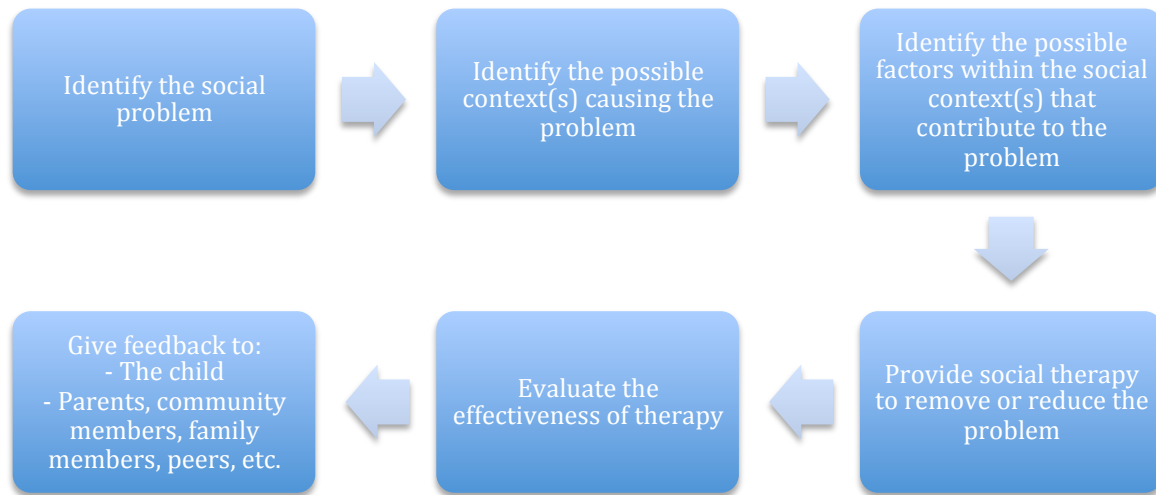 Identify the social
problem
Identify the possible
context(s) causing the
problem
Identify the possible
factors within the social
context(s) that
contribute to the
problem
Provide social therapy
to remove or reduce the
problem
Evaluate the
effectiveness of therapy
Give feedback to:
- The child
- Parents, community
members, family
members, peers, etc.